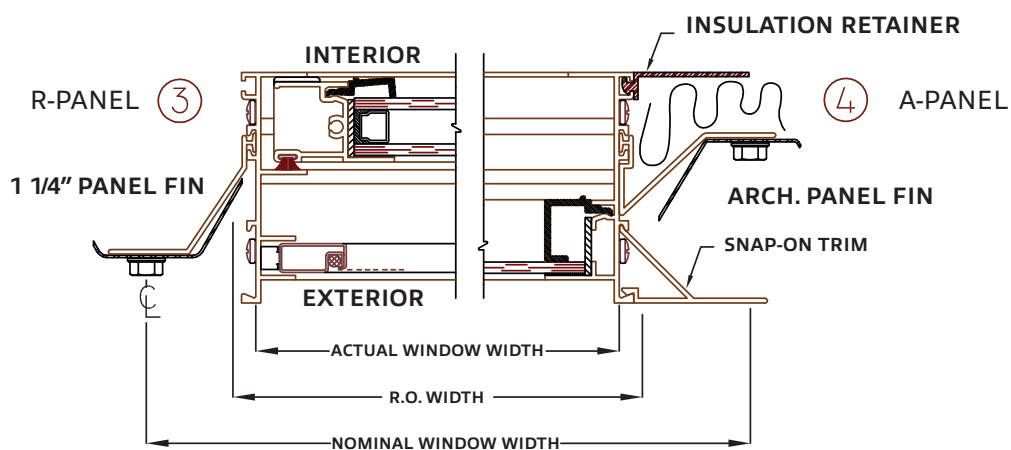 INSULATION RETAINER
INTERIOR
R-PANEL 3
4 A-PANEL
1 1/4" PANEL FIN
ARCH. PANEL FIN
SNAP-ON TRIM
EXTERIOR
℄
ACTUAL WINDOW WIDTH
R.O. WIDTH
NOMINAL WINDOW WIDTH